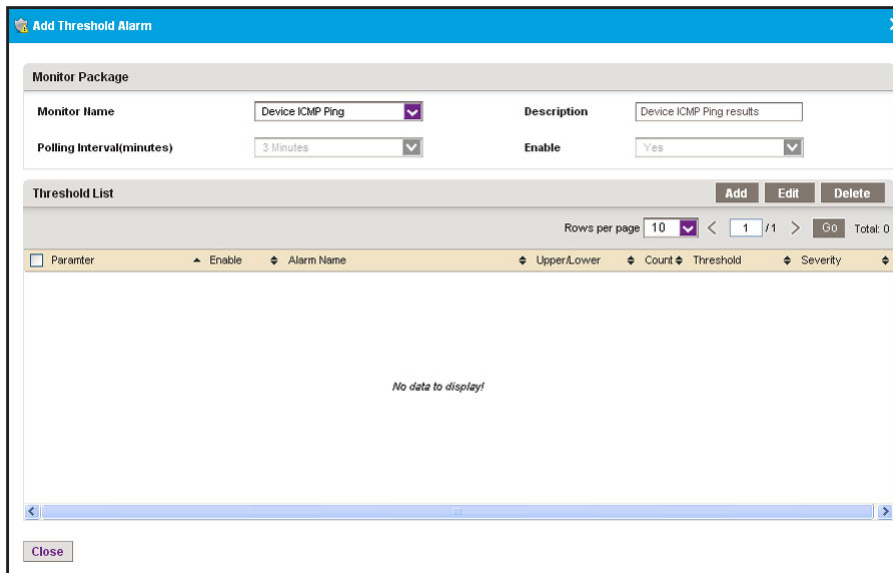 Add Threshold Alarm
Monitor Package
Monitor Name Device ICMP Ping Description Device ICMP Ping results
Polling Interval(minutes) 3 Minutes Enable Yes
Threshold List Add Edit Delete
Rows per page 10 < 1 /1 > Go Total: 0
Paramter Enable Alarm Name Upper/Lower Count Threshold Severity
No data to display!
Close